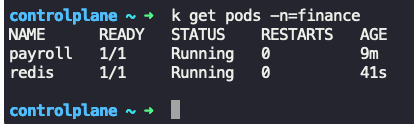 controlplane ~ ➜ k get pods -n=finance
NAME READY STATUS RESTARTS AGE
payroll 1/1 Running 0 9m
redis 1/1 Running 0 41s
controlplane ~ ➜